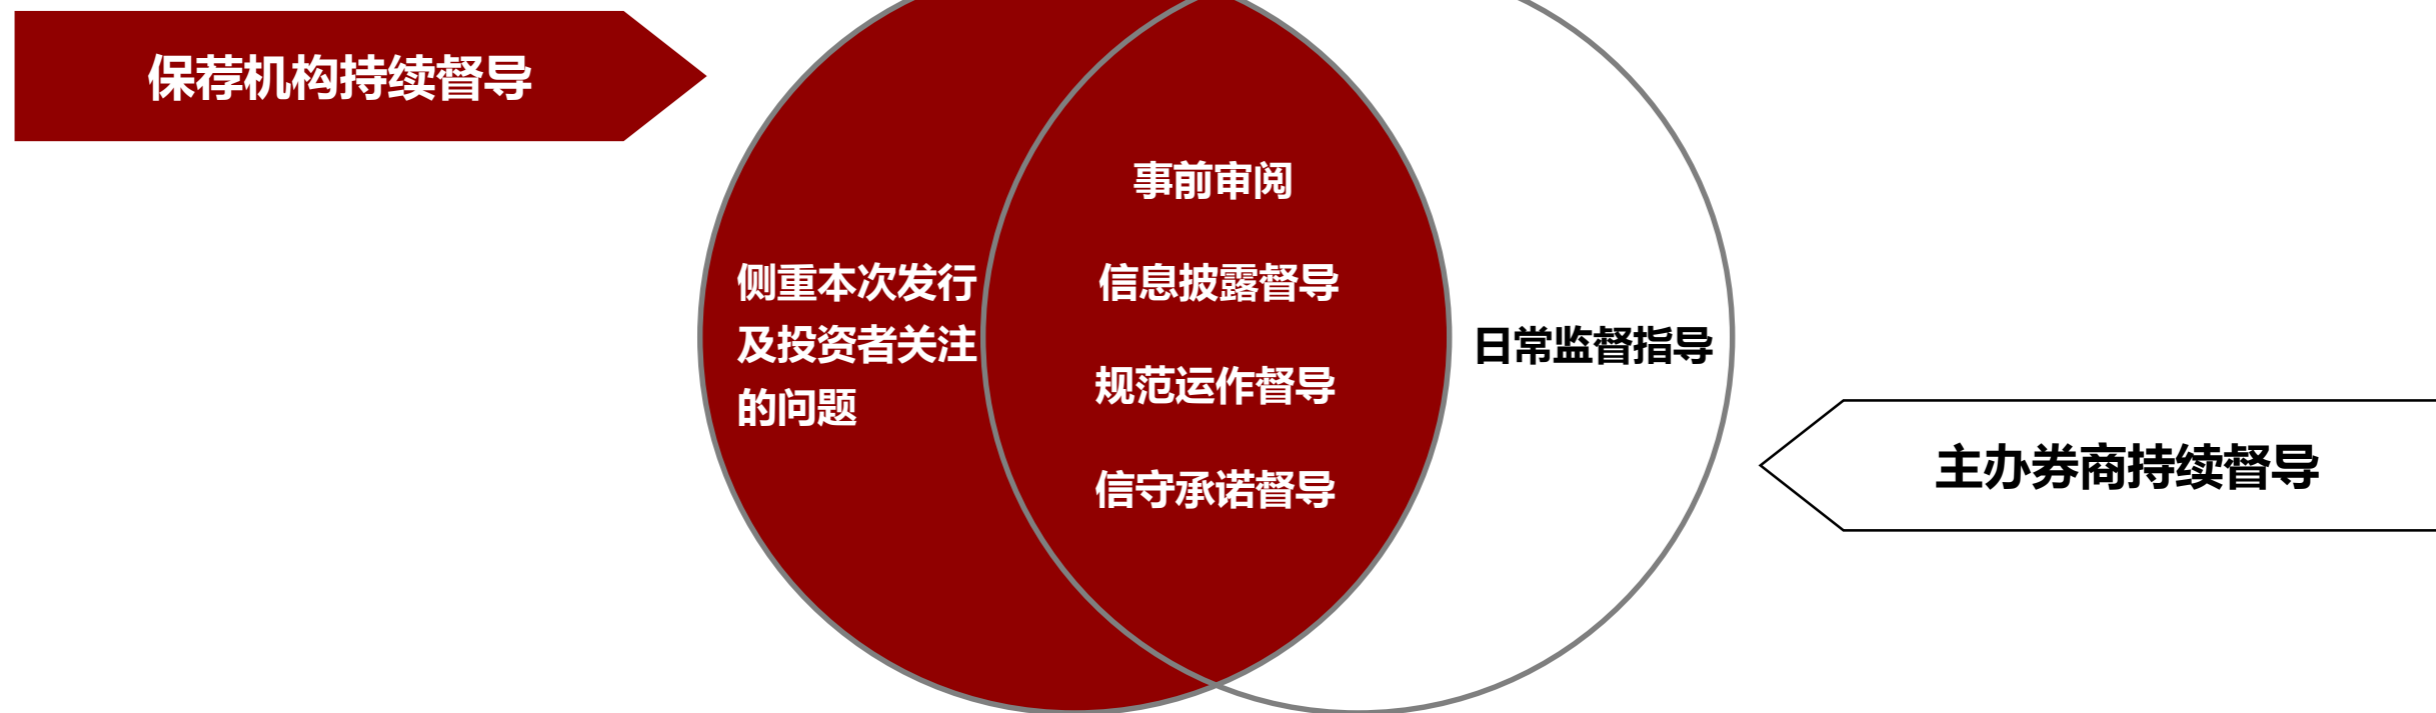 保荐机构持续督导
侧重本次发行
及投资者关注
的问题
事前审阅
信息披露督导
规范运作督导
信守承诺督导
日常监督指导
主办券商持续督导